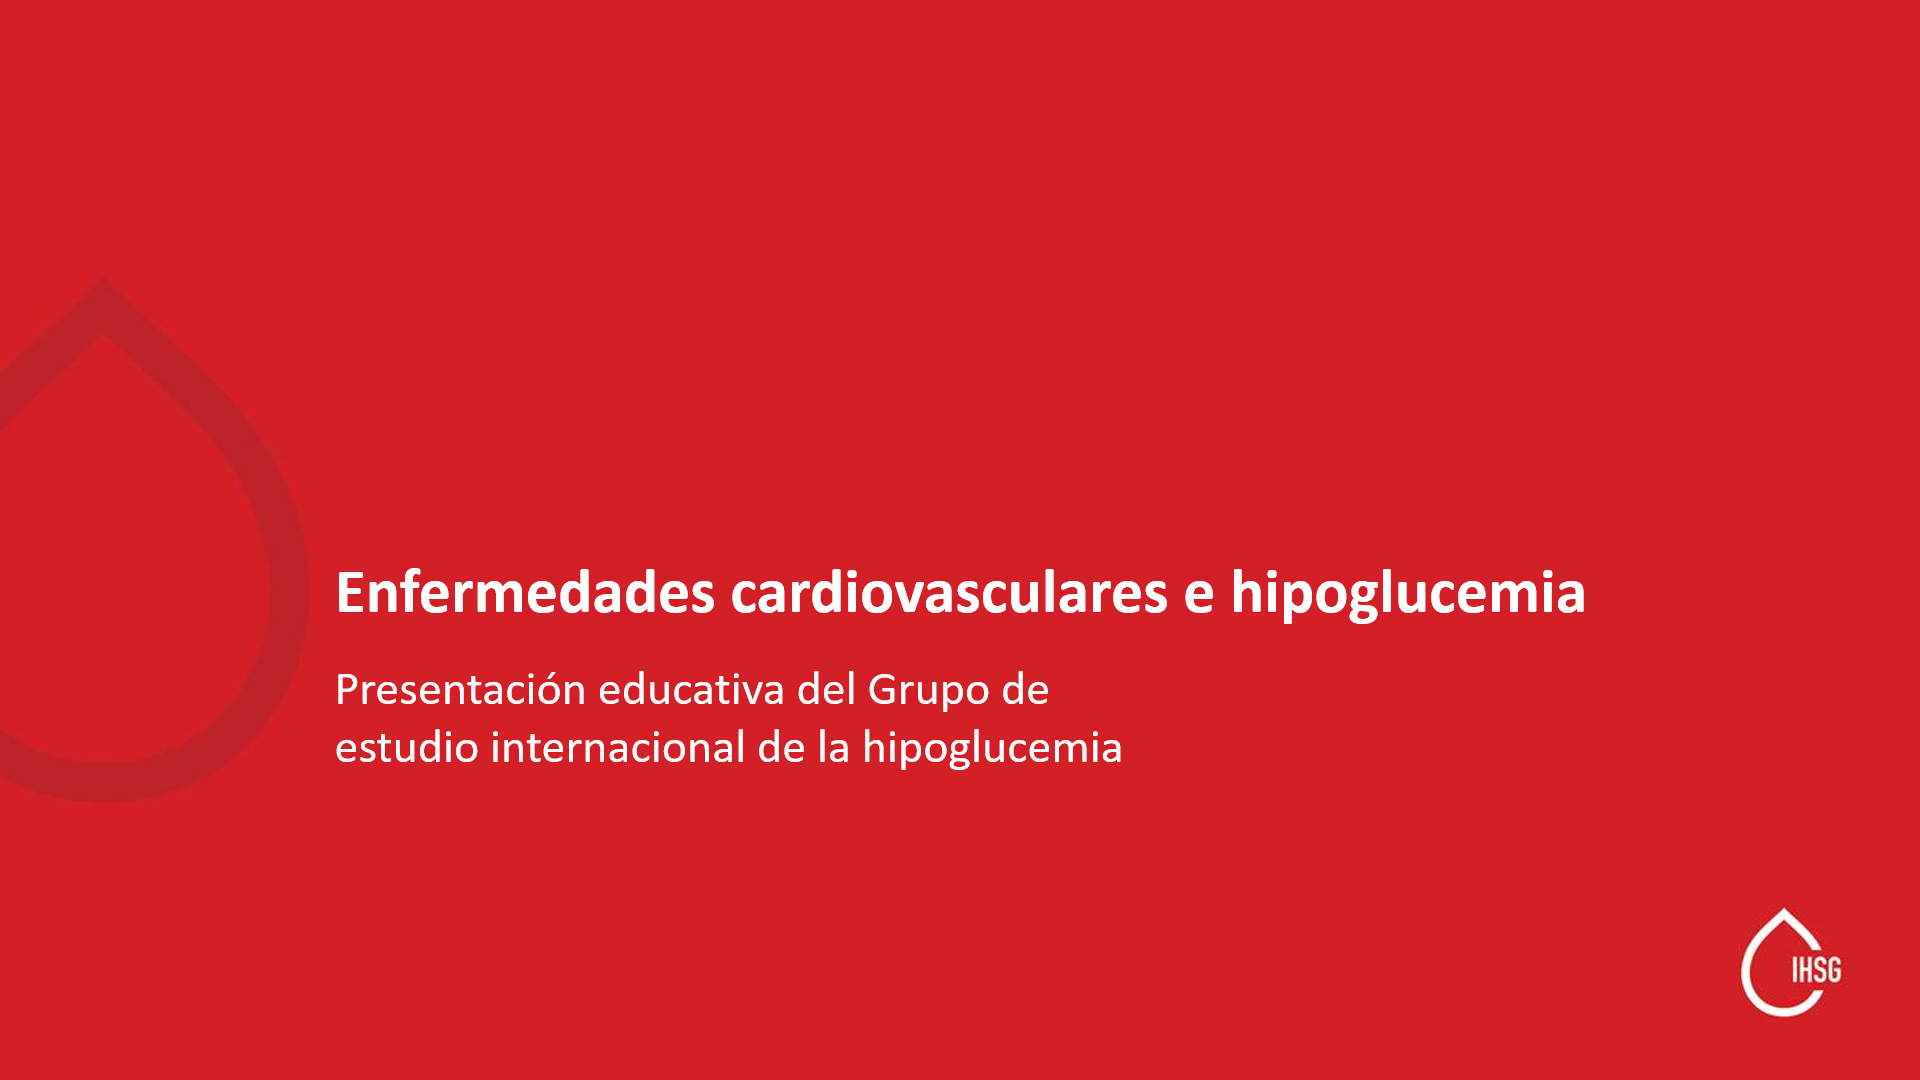 Enfermedades cardiovasculares e hipoglucemia
Presentación educativa del Grupo de
estudio internacional de la hipoglucemia
IHSG